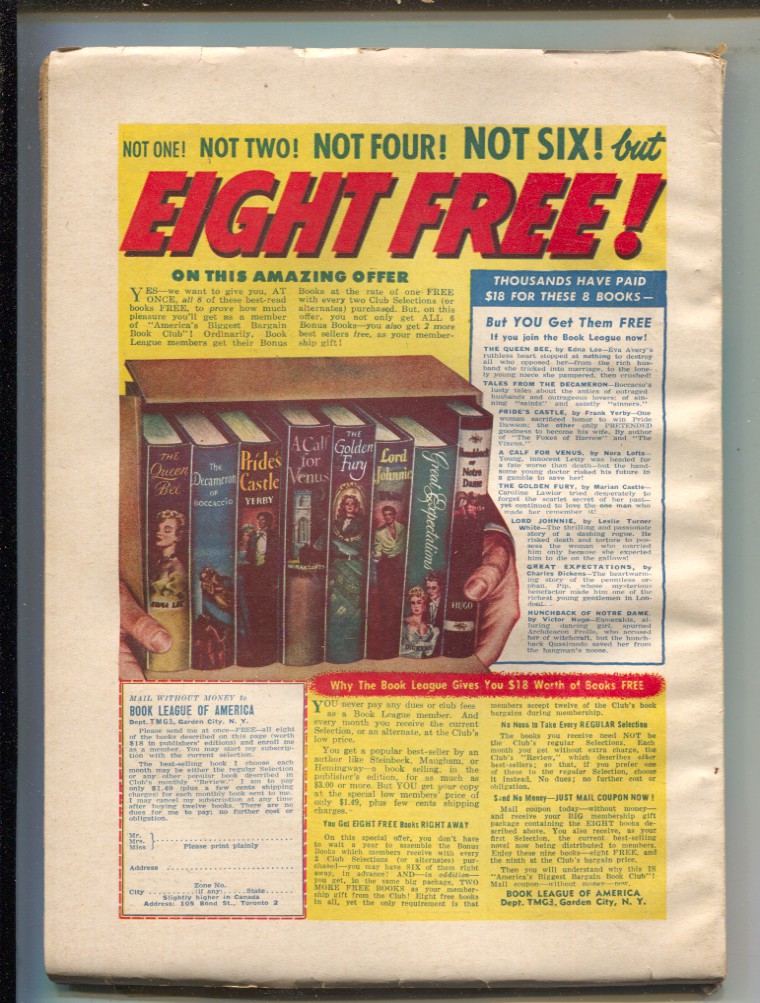 NOT ONE! NOT TWO! NOT FOUR! NOT SIX! but
EIGHT FREE!
ON THIS AMAZING OFFER
YES—we want to give you, AT
ONCE, all 8 of these best-read
books FREE, to prove how much
pleasure you'll get as a member
of "America's Biggest Bargain
Book Club"! Ordinarily, Book
League members get their Bonus
Books at the rate of one FREE
with every two Club Selections (or
alternates) purchased. But, on this
offer, you not only get ALL 6
Bonus Books—you also get 2 more
best sellers free, as your member-
ship gift!
THOUSANDS HAVE PAID
$18 FOR THESE 8 BOOKS—
But YOU Get Them FREE
If you join the Book League now!
THE QUEEN BEE, by Edna Lee—Eva Avery's
ruthless heart stopped at nothing to destroy
all who opposed her—from the rich hus-
band she tricked into marriage, to the lone-
ly young niece she pampered, then crushed!
TALES FROM THE DECAMERON—Boccaccio's
lusty tales about the antics of outraged
husbands and outrageous lovers; of sin-
ning "saints" and saintly "sinners."
PRIDE'S CASTLE, by Frank Yerby—One
woman sacrificed honor to win Pride
Dawson; the other only PRETENDED
goodness to become his wife. By author
of "The Foxes of Harrow" and "The
Vixens."
A CALF FOR VENUS, by Nora Lofts—
Young, innocent Letty was headed for
a fate worse than death—but the hand-
some young doctor risked his future in
a gamble to save her!
THE GOLDEN FURY, by Marian Castle—
Caroline Lawlor tried desperately to
forget the scarlet secret of her past—
yet continued to love the one man who
made her remember it!
LORD JOHNNIE, by Leslie Turner
White—The thrilling and passionate
story of a dashing rogue. He
risked death and torture to pos-
sess the woman who married
him only because she expected
him to die on the gallows!
GREAT EXPECTATIONS, by
Charles Dickens—The heartwarm-
ing story of the penniless or-
phan, Pip, whose mysterious
benefactor made him one of the
richest young gentlemen in Lon-
don!
HUNCHBACK OF NOTRE DAME,
by Victor Hugo—Esmeralda, al-
luring dancing girl, spurned
Archdeacon Frollo, who accused
her of witchcraft, but the hunch-
back Quasimodo saved her from
the hangman's noose.
THE
Queen
Bee
EDNA LEE
The
Decameron
OF
BOCCACCIO
Pride's
Castle
YERBY
A Calf
for
Venus
THE
Golden
Fury
Lord
Johnnie
Great Expectations
DICKENS
of
Notre
Dame
HUGO
MAIL WITHOUT MONEY to
BOOK LEAGUE OF AMERICA
Dept. TMG3, Garden City, N. Y.
Please send me at once—FREE—all eight
of the books described on this page (worth
$18 in publishers' editions) and enroll me
as a member. You may start my subscrip-
tion with the current selection.
The best-selling book I choose each
month may be either the regular Selection
or any other popular book described in
Club's monthly "Review." I am to pay
only $1.49 (plus a few cents shipping
charges) for each monthly book sent to me.
I may cancel my subscription at any time
after buying twelve books. There are no
dues for me to pay; no further cost or
obligation.
Mr.
Mrs.
Miss
Please print plainly
Address
Zone No.
City (if any) State
Slightly higher in Canada
Address: 105 Bond St., Toronto 2
Why The Book League Gives You $18 Worth of Books FREE
YOU never pay any dues or club fees
as a Book League member. And
every month you receive the current
Selection, or an alternate, at the Club's
low price.
You get a popular best-seller by an
author like Steinbeck, Maugham, or
Hemingway—a book selling, in the
publisher's edition, for as much as
$3.00 or more. But YOU get your copy
at the special low members' price of
only $1.49, plus few cents shipping
charges.
You Get EIGHT FREE Books RIGHT AWAY
On this special offer, you don't have
to wait a year to assemble the Bonus
Books which members receive with every
2 Club Selections (or alternates) pur-
chased—you may have SIX of them right
away, in advance! AND—in addition—
you get, in the same big package, TWO
MORE FREE BOOKS as your member-
ship gift from the Club! Eight free books
in all, yet the only requirement is that
members accept twelve of the Club's book
bargains during membership.
No Need To Take Every REGULAR Selection
The books you receive need NOT be
the Club's regular Selections. Each
month you get without extra charge, the
Club's "Review," which describes other
best-sellers; so that, if you prefer one
of these to the regular Selection, choose
it instead. No dues; no further cost or
obligation.
Send No Money—JUST MAIL COUPON NOW!
Mail coupon today—without money—
and receive your BIG membership gift
package containing the EIGHT books de-
scribed above. You also receive, as your
first Selection, the current best-selling
novel now being distributed to members.
Enjoy these nine books—eight FREE, and
the ninth at the Club's bargain price.
Then you will understand why this IS
"America's Biggest Bargain Book Club"!
Mail coupon—without money—now.
BOOK LEAGUE OF AMERICA
Dept. TMG3, Garden City, N. Y.